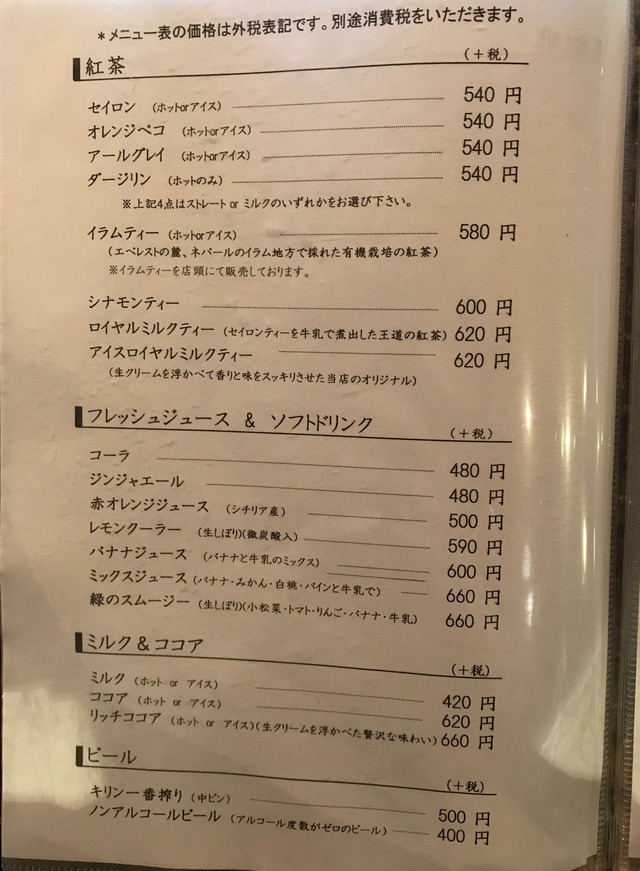 *メニュー表の価格は外税表記です。別途消費税をいただきます。
紅茶 (+税)
セイロン (ホットorアイス) 540 円
オレンジペコ (ホットorアイス) 540 円
アールグレイ (ホットorアイス) 540 円
ダージリン (ホットのみ) 540 円
※上記4点はストレート or ミルクのいずれかをお選び下さい。
イラムティー (ホットorアイス) 580 円
(エベレストの麓、ネパールのイラム地方で採れた有機栽培の紅茶)
※イラムティーを店頭にて販売しております。
シナモンティー 600 円
ロイヤルミルクティー (セイロンティーを牛乳で煮出した王道の紅茶) 620 円
アイスロイヤルミルクティー 620 円
(生クリームを浮かべて香りと味をスッキリさせた当店のオリジナル)
フレッシュジュース & ソフトドリンク (+税)
コーラ 480 円
ジンジャエール 480 円
赤オレンジジュース (シチリア産) 500 円
レモンクーラー (生しぼり)(微炭酸入) 590 円
バナナジュース (バナナと牛乳のミックス) 600 円
ミックスジュース (バナナ・みかん・白桃・パインと牛乳で) 660 円
緑のスムージー (生しぼり)(小松菜・トマト・りんご・バナナ・牛乳) 660 円
ミルク&ココア (+税)
ミルク (ホット or アイス) 420 円
ココア (ホット or アイス) 620 円
リッチココア (ホット or アイス)(生クリームを浮かべた贅沢な味わい) 660 円
ビール (+税)
キリン一番搾り (中ビン) 500 円
ノンアルコールビール (アルコール度数がゼロのビール) 400 円